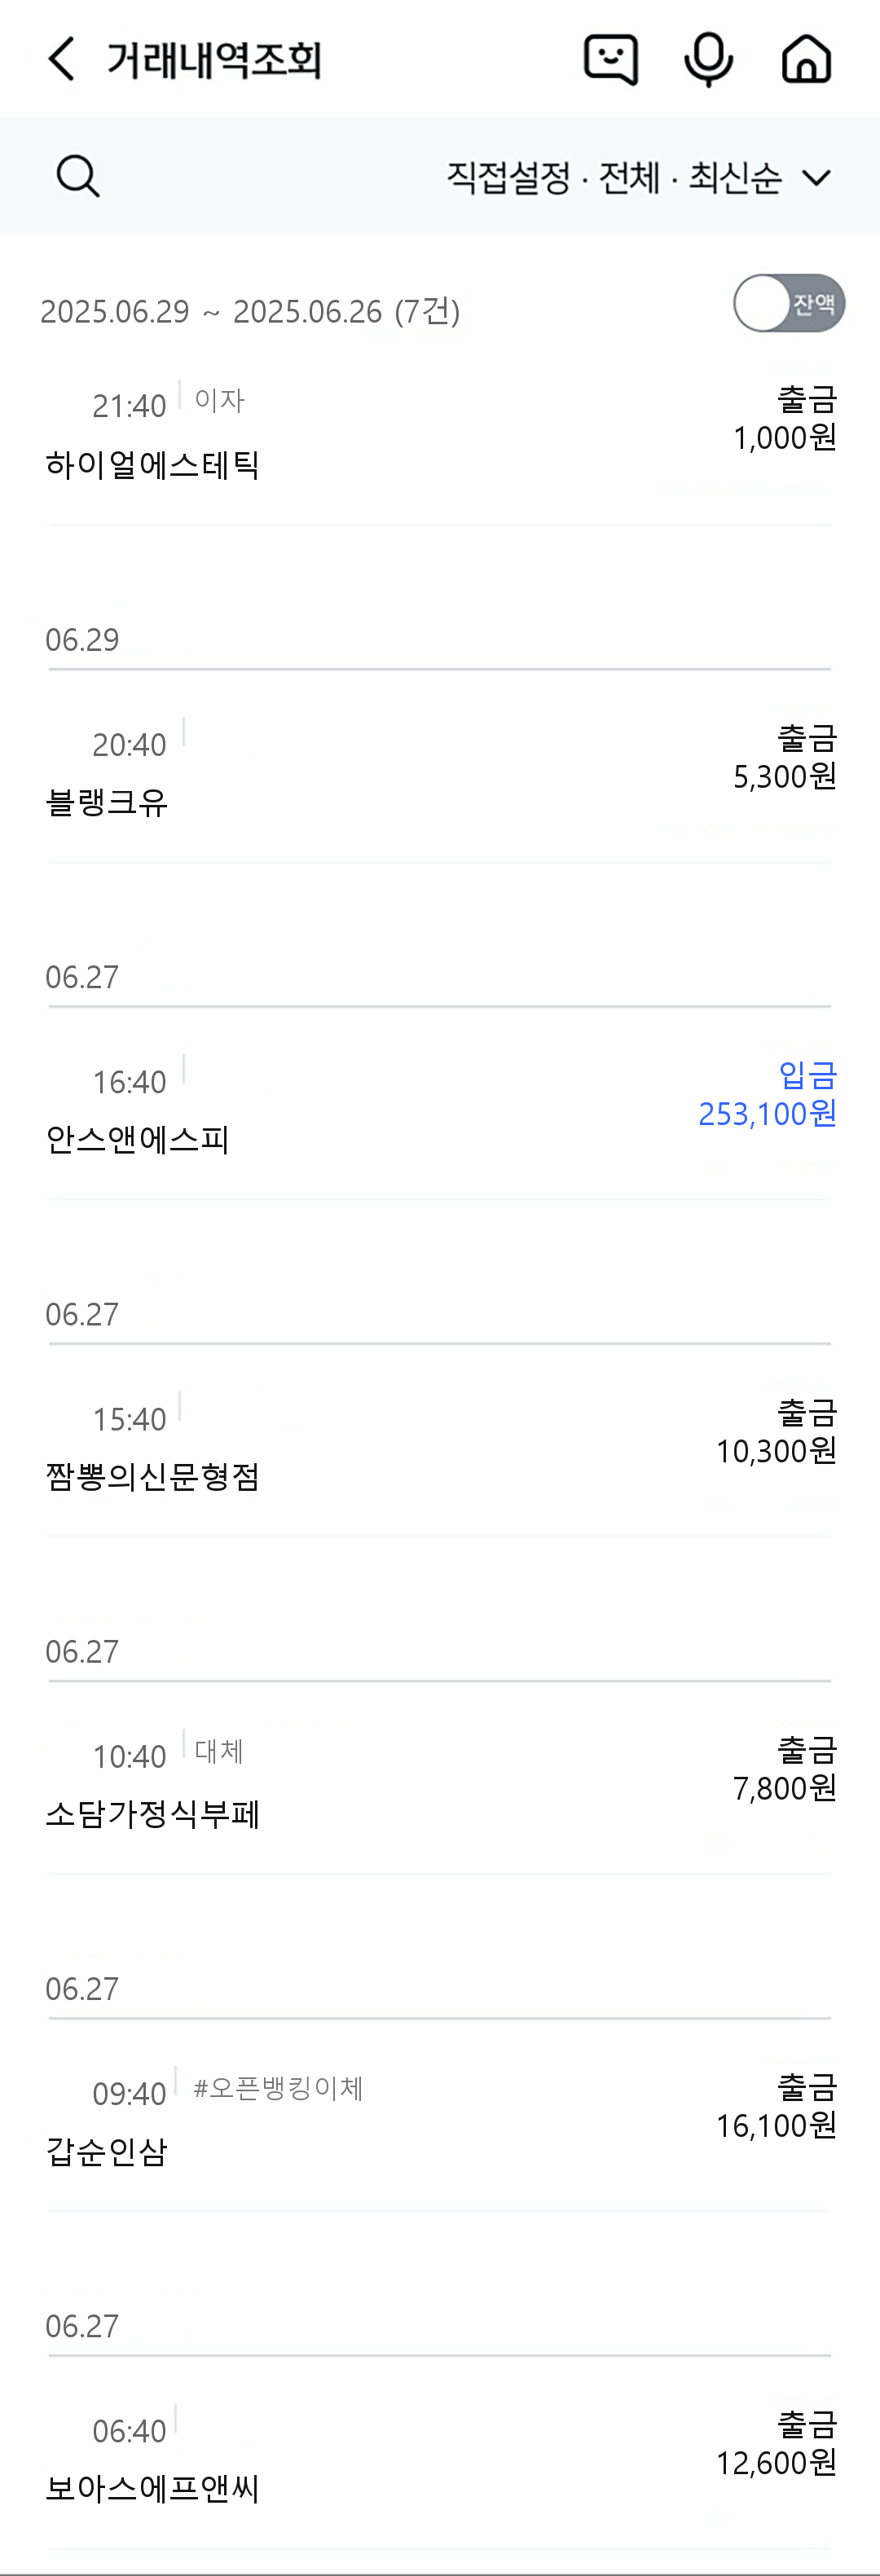 거래내역조회
직접설정 · 전체 · 최신순
2025.06.29 ~ 2025.06.26 (7건)
잔액
21:40 이자
출금
1,000원
하이얼에스테틱
06.29
20:40
출금
5,300원
블랭크유
06.27
16:40
입금
253,100원
안스앤에스피
06.27
15:40
출금
10,300원
짬뽕의신문형점
06.27
10:40 대체
출금
7,800원
소담가정식부페
06.27
09:40 #오픈뱅킹이체
출금
16,100원
갑순인삼
06.27
06:40
출금
12,600원
보아스에프앤씨